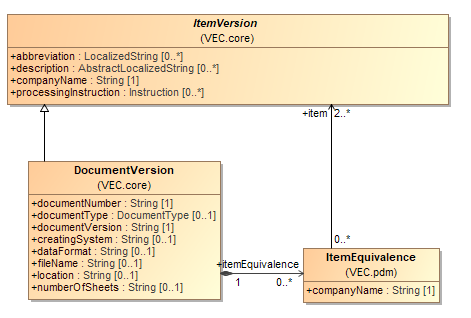 ItemVersion
(VEC.core)
+abbreviation : LocalizedString [0..*]
+description : AbstractLocalizedString [0..*]
+companyName : String [1]
+processingInstruction : Instruction [0..*]
+item 2..*
DocumentVersion
(VEC.core)
+documentNumber : String [1]
+documentType : DocumentType [0..1]
+documentVersion : String [1]
+creatingSystem : String [0..1]
+dataFormat : String [0..1]
+fileName : String [0..1]
+location : String [0..1]
+numberOfSheets : String [0..1]
0..*
+itemEquivalence
1 0..*
ItemEquivalence
(VEC.pdm)
+companyName : String [1]